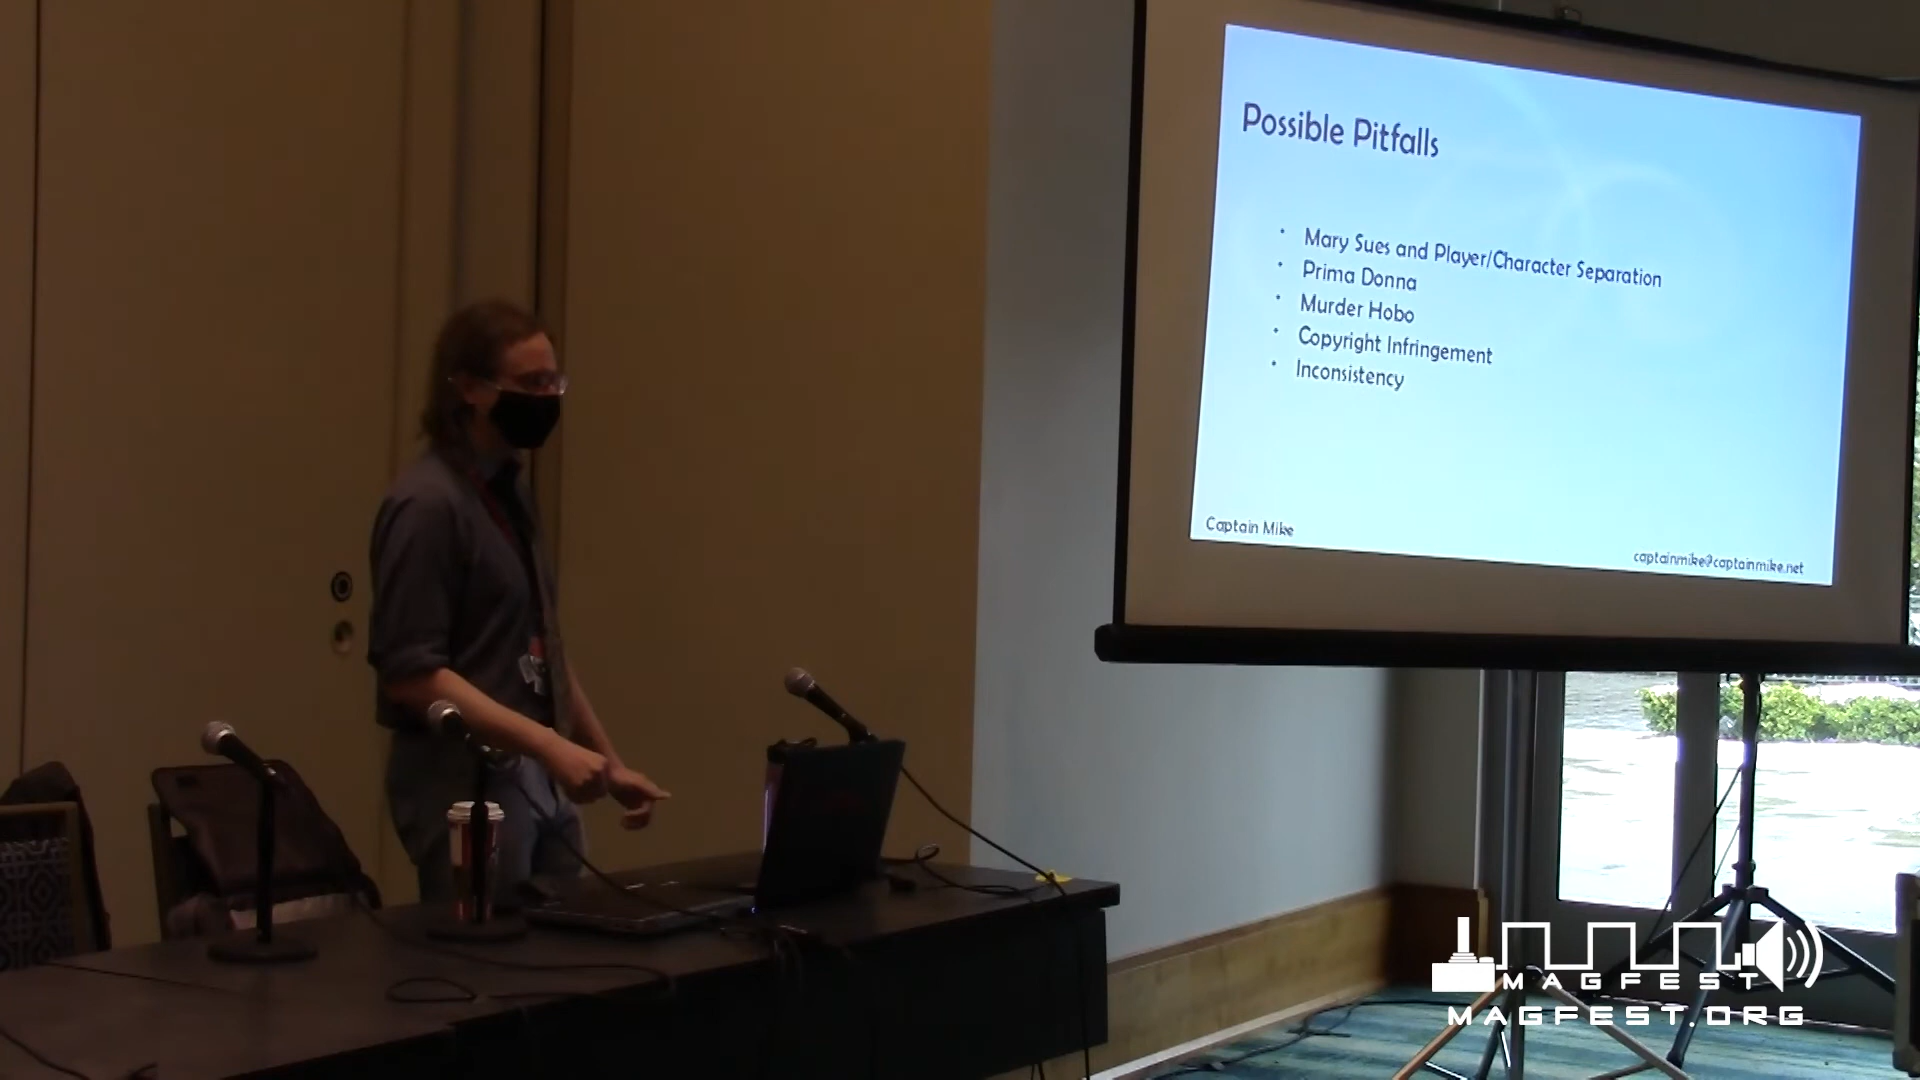 Possible Pitfalls
• Mary Sues and Player/Character Separation
• Prima Donna
• Murder Hobo
• Copyright Infringement
• Inconsistency
Captain Mike
captainmike@captainmike.net
MAGFEST
MAGFEST.ORG